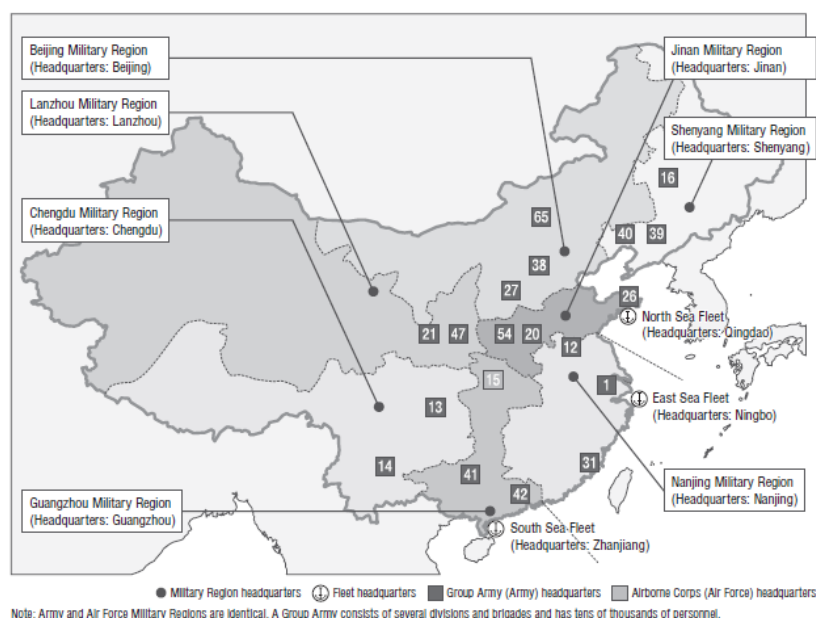 Beijing Military Region
(Headquarters: Beijing)
Jinan Military Region
(Headquarters: Jinan)
Lanzhou Military Region
(Headquarters: Lanzhou)
Shenyang Military Region
(Headquarters: Shenyang)
16
Chengdu Military Region
(Headquarters: Chengdu)
65
40
39
38
27
26
North Sea Fleet
(Headquarters: Qingdao)
21
47
54
20
12
15
1
East Sea Fleet
(Headquarters: Ningbo)
13
14
41
31
Nanjing Military Region
(Headquarters: Nanjing)
42
Guangzhou Military Region
(Headquarters: Guangzhou)
South Sea Fleet
(Headquarters: Zhanjiang)
Military Region headquarters
Fleet headquarters
Group Army (Army) headquarters
Airborne Corps (Air Force) headquarters
Note: Army and Air Force Military Regions are identical. A Group Army consists of several divisions and brigades and has tens of thousands of personnel.